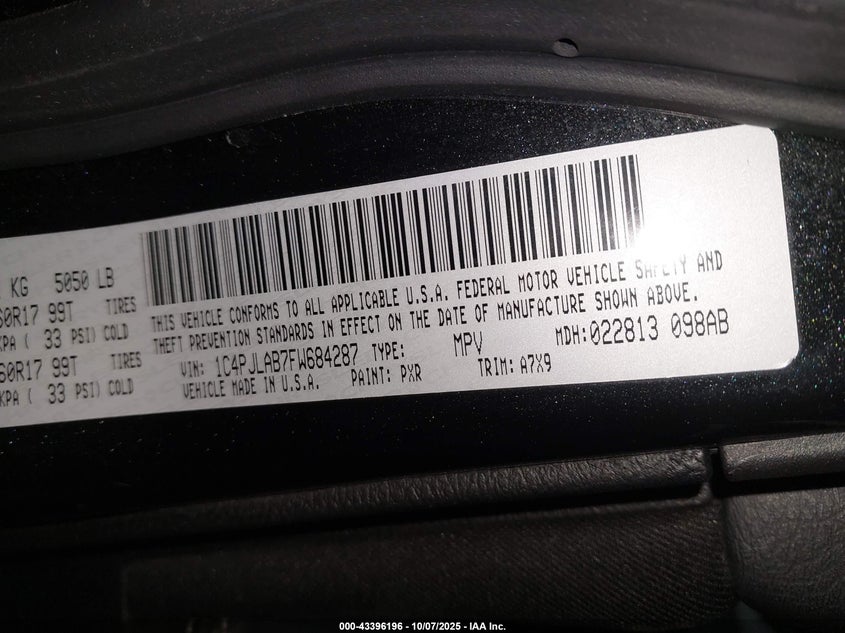 KG 5050 LB
60R17 99T TIRES
KPA ( 33 PSI) COLD
60R17 99T TIRES
KPA ( 33 PSI) COLD
THIS VEHICLE CONFORMS TO ALL APPLICABLE U.S.A. FEDERAL MOTOR VEHICLE SAFETY AND
THEFT PREVENTION STANDARDS IN EFFECT ON THE DATE OF MANUFACTURE SHOWN ABOVE.
VIN: 1C4PJLAB7FW684287 TYPE: MPV MDH:022813 098AB
VEHICLE MADE IN U.S.A. PAINT: PXR TRIM: A7X9
000-43396196 - 10/07/2025 - IAA Inc.